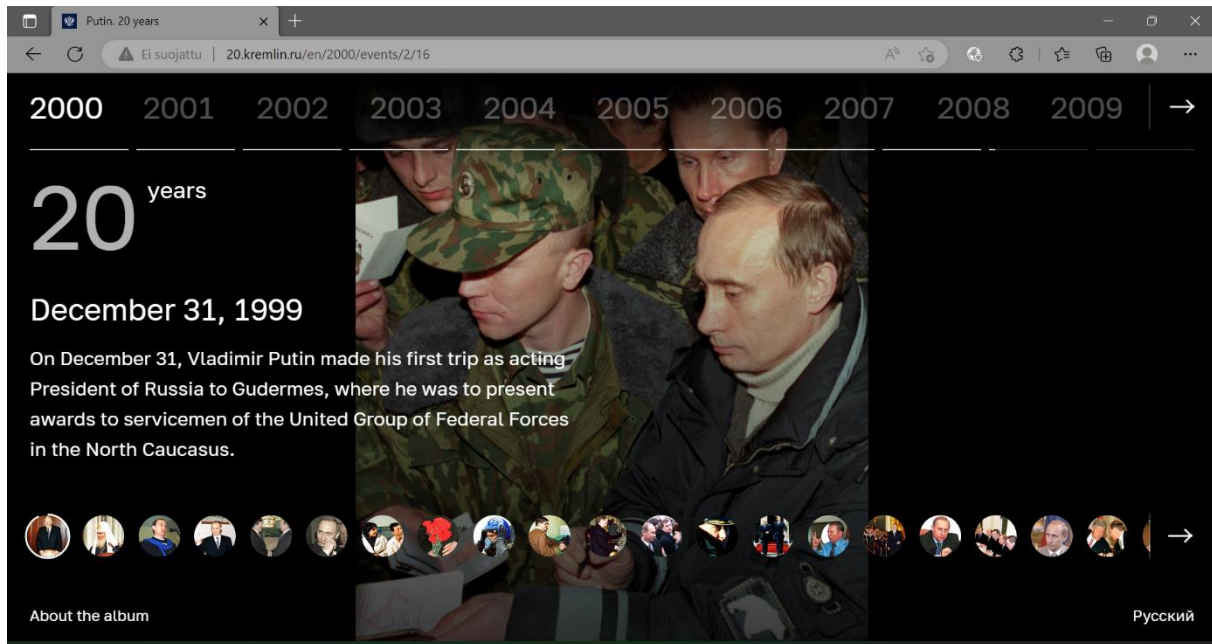 Putin. 20 years
Ei suojattu | 20.kremlin.ru/en/2000/events/2/16
2000 2001 2002 2003 2004 2005 2006 2007 2008 2009
20 years
December 31, 1999
On December 31, Vladimir Putin made his first trip as acting
President of Russia to Gudermes, where he was to present
awards to servicemen of the United Group of Federal Forces
in the North Caucasus.
About the album
Русский